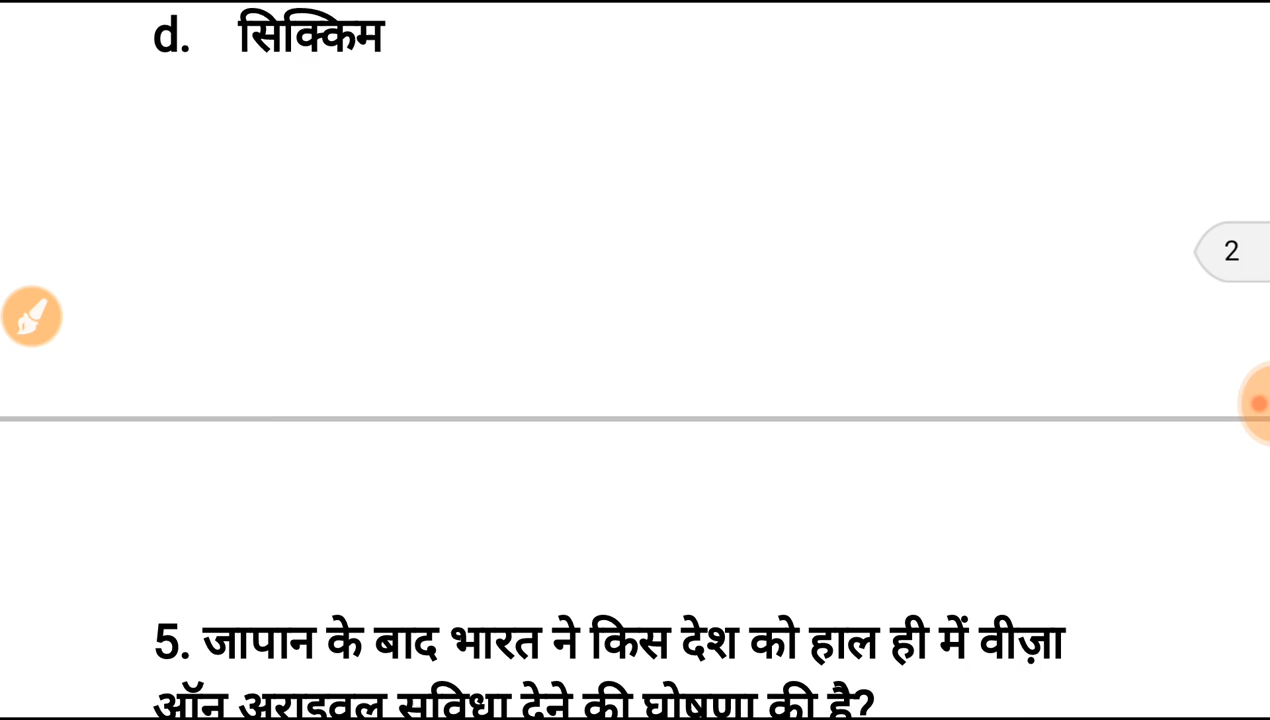 d. सिक्किम
2
5. जापान के बाद भारत ने किस देश को हाल ही में वीज़ा
ऑन अराइवल सुविधा देने की घोषणा की है?